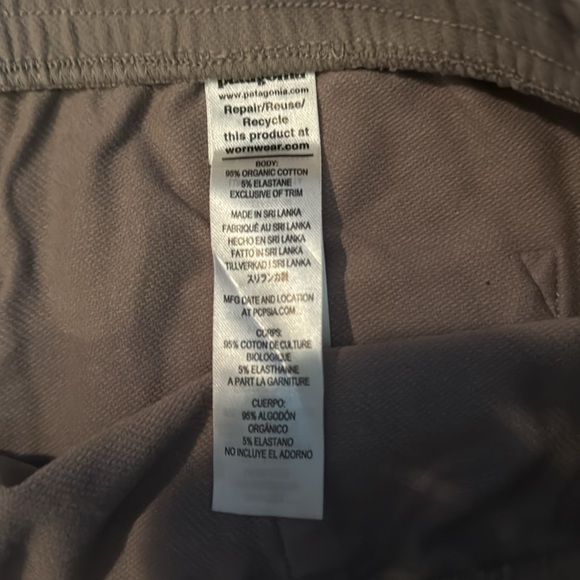 patagonia
www.patagonia.com
Repair/Reuse/
Recycle
this product at
wornwear.com
BODY:
95% ORGANIC COTTON
5% ELASTANE
EXCLUSIVE OF TRIM
MADE IN SRI LANKA
FABRIQUÉ AU SRI LANKA
HECHO EN SRI LANKA
FATTO IN SRI LANKA
TILLVERKAD I SRI LANKA
スリランカ製
MFG DATE AND LOCATION
AT PCPSIA.COM
CORPS:
95% COTON DE CULTURE
BIOLOGIQUE
5% ELASTHANNE
A PART LA GARNITURE
CUERPO:
95% ALGODÓN
ORGÁNICO
5% ELASTANO
NO INCLUYE EL ADORNO